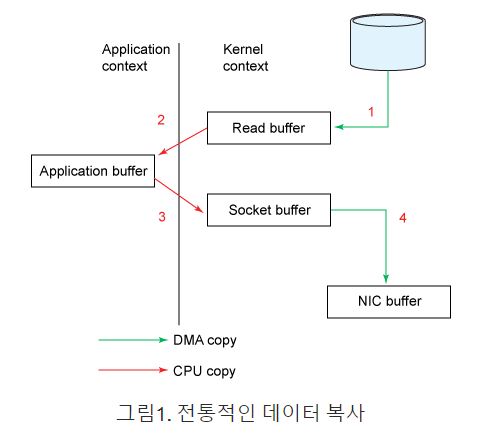 Application
context
Kernel
context
1
2
Read buffer
Application buffer
3
Socket buffer
4
NIC buffer
DMA copy
CPU copy
그림1. 전통적인 데이터 복사